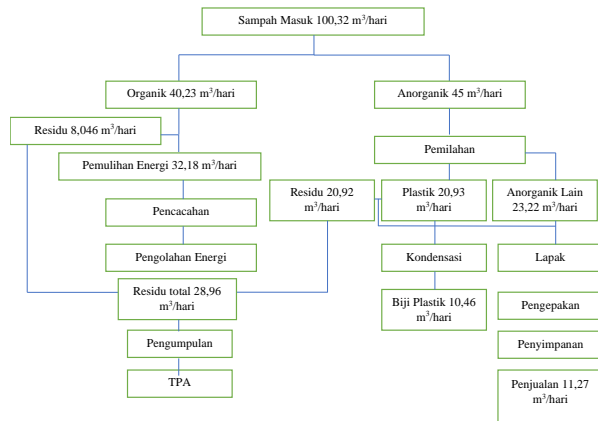 Sampah Masuk 100,32 m³/hari
Organik 40,23 m³/hari
Anorganik 45 m³/hari
Residu 8,046 m³/hari
Pemilahan
Pemulihan Energi 32,18 m³/hari
Residu 20,92
m³/hari
Plastik 20,93
m³/hari
Anorganik Lain
23,22 m³/hari
Pencacahan
Pengolahan Energi
Kondensasi
Lapak
Residu total 28,96
m³/hari
Biji Plastik 10,46
m³/hari
Pengepakan
Pengumpulan
Penyimpanan
TPA
Penjualan 11,27
m³/hari